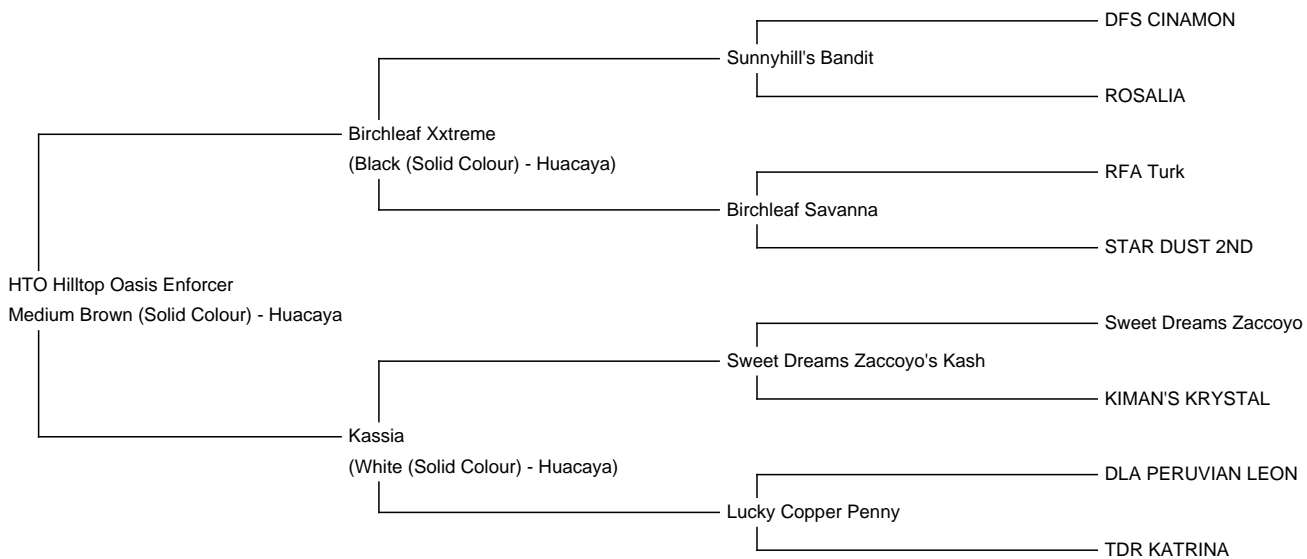 DFS CINAMON
Sunnyhill's Bandit
ROSALIA
Birchleaf Xxtreme
(Black (Solid Colour) - Huacaya)
RFA Turk
Birchleaf Savanna
STAR DUST 2ND
HTO Hilltop Oasis Enforcer
Medium Brown (Solid Colour) - Huacaya
Sweet Dreams Zaccoyo
Sweet Dreams Zaccoyo's Kash
KIMAN'S KRYSTAL
Kassia
(White (Solid Colour) - Huacaya)
DLA PERUVIAN LEON
Lucky Copper Penny
TDR KATRINA